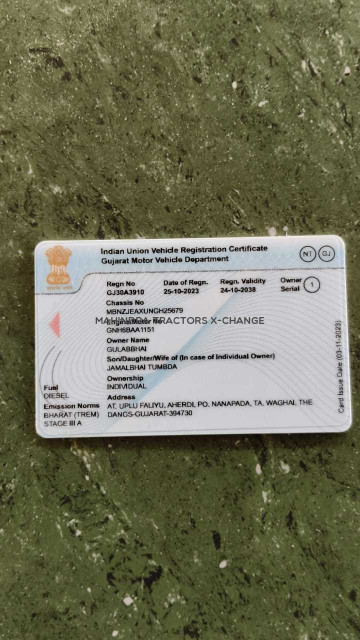 Indian Union Vehicle Registration Certificate
Gujarat Motor Vehicle Department
NT GJ
Regn No Date of Regn. Regn. Validity Owner Serial 1
GJ30A3910 25-10-2023 24-10-2038
Chassis No
MBNZJEAXUNGH25679
MAHINDRA TRACTORS X-CHANGE
GNH6BAA1151
Owner Name
GULABBHAI
Son/Daughter/Wife of (In case of Individual Owner)
JAMALBHAI TUMBDA
Ownership
INDIVIDUAL
Fuel
DIESEL
Address
Emission Norms
BHARAT (TREM)
STAGE III A
AT, UPLU FALIYU, AHERDI, PO, NANAPADA, TA, WAGHAI, THE
DANGS-GUJARAT-394730
Card Issue Date (03-11-2023)